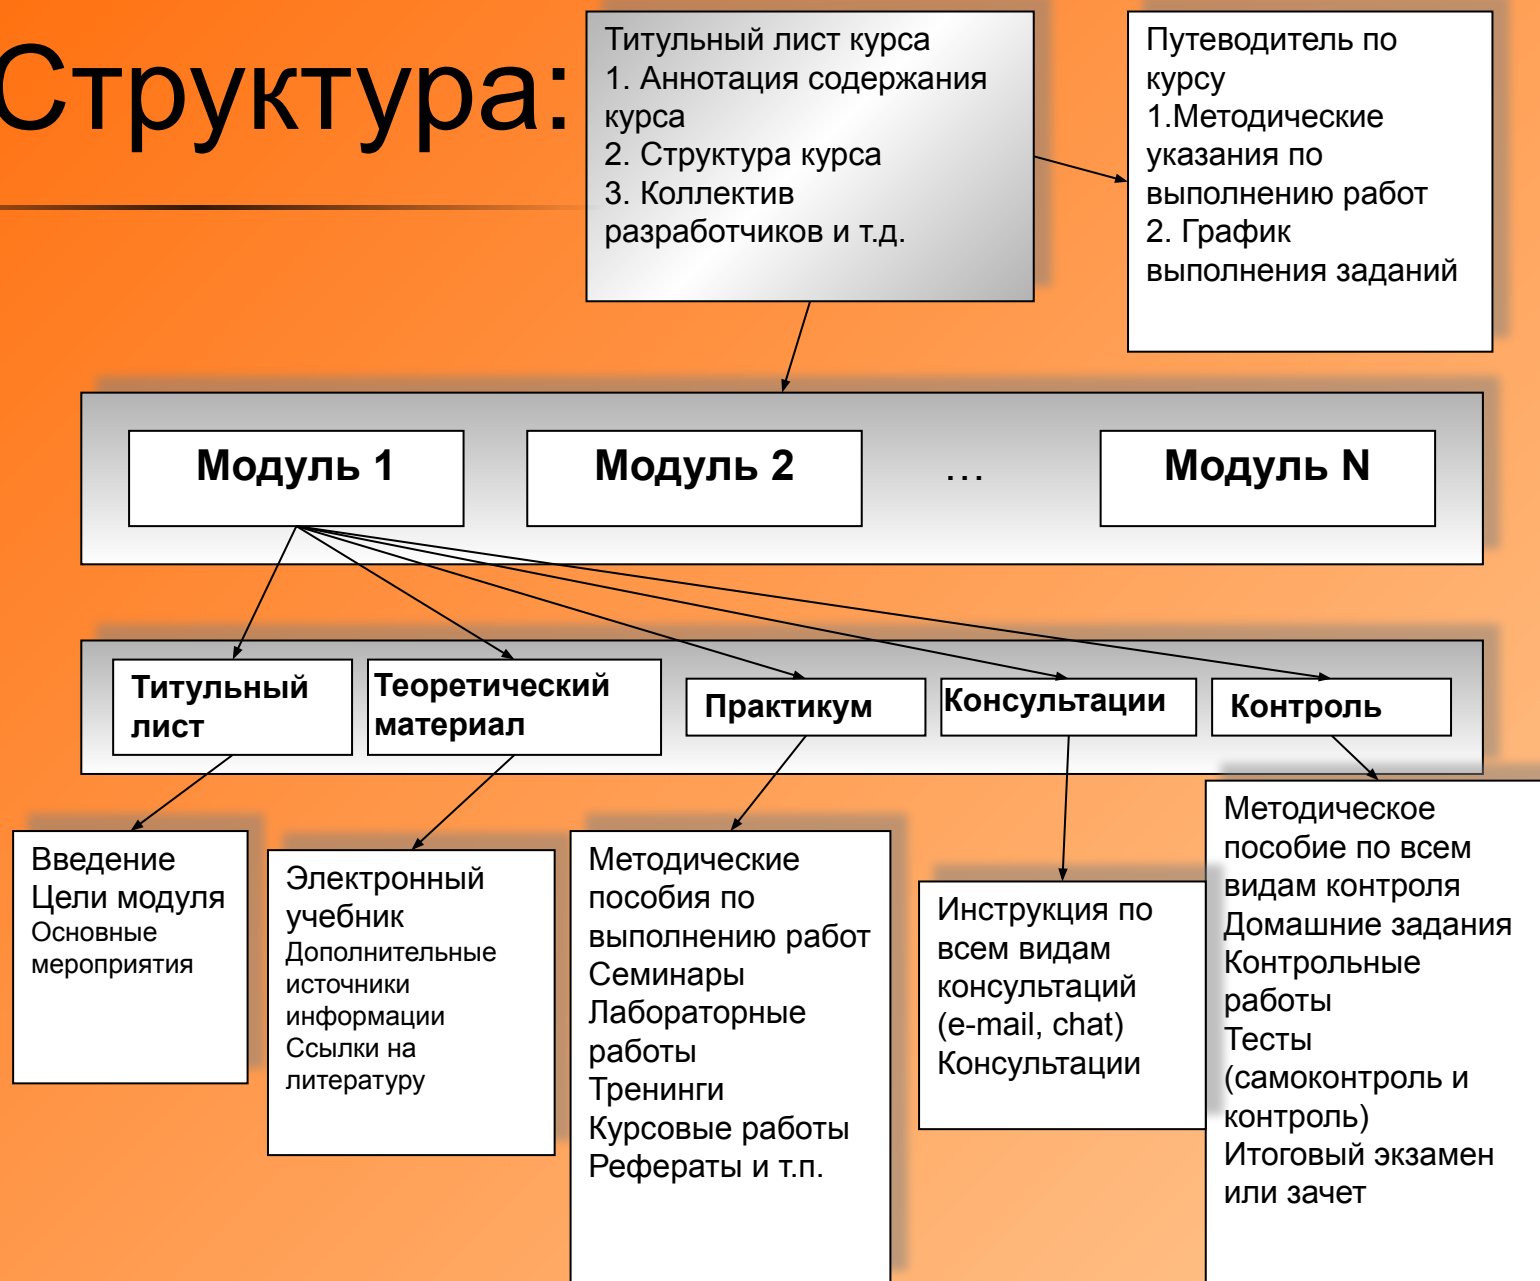 Структура:
Титульный лист курса
1. Аннотация содержания
курса
2. Структура курса
3. Коллектив
разработчиков и т.д.
Путеводитель по
курсу
1.Методические
указания по
выполнению работ
2. График
выполнения заданий
Модуль 1
Модуль 2
...
Модуль N
Титульный
лист
Теоретический
материал
Практикум
Консультации
Контроль
Введение
Цели модуля
Основные
мероприятия
Электронный
учебник
Дополнительные
источники
информации
Ссылки на
литературу
Методические
пособия по
выполнению работ
Семинары
Лабораторные
работы
Тренинги
Курсовые работы
Рефераты и т.п.
Инструкция по
всем видам
консультаций
(e-mail, chat)
Консультации
Методическое
пособие по всем
видам контроля
Домашние задания
Контрольные
работы
Тесты
(самоконтроль и
контроль)
Итоговый экзамен
или зачет